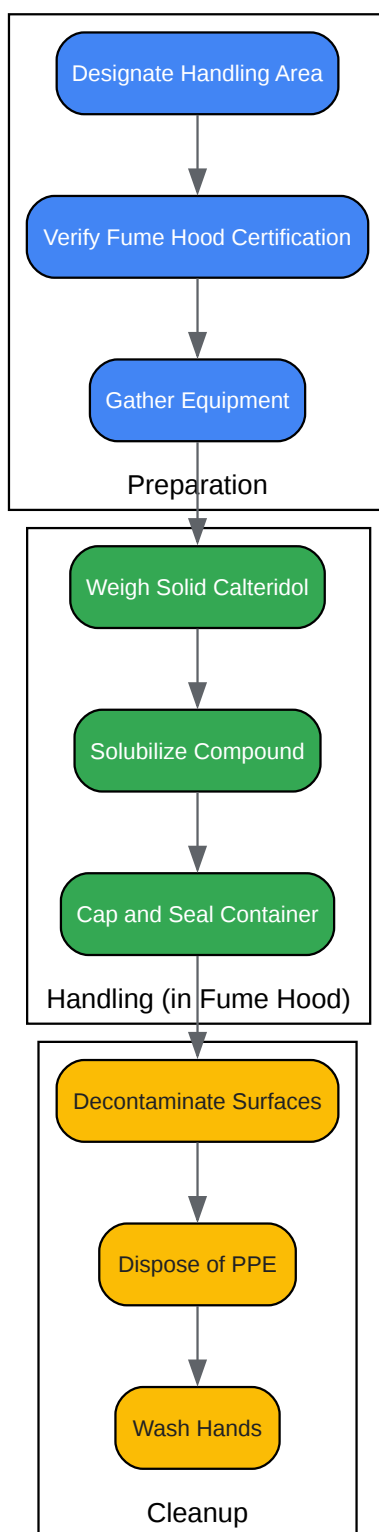 Designate Handling Area
Verify Fume Hood Certification
Gather Equipment
Preparation
Weigh Solid Calteridol
Solubilize Compound
Cap and Seal Container
Handling (in Fume Hood)
Decontaminate Surfaces
Dispose of PPE
Wash Hands
Cleanup